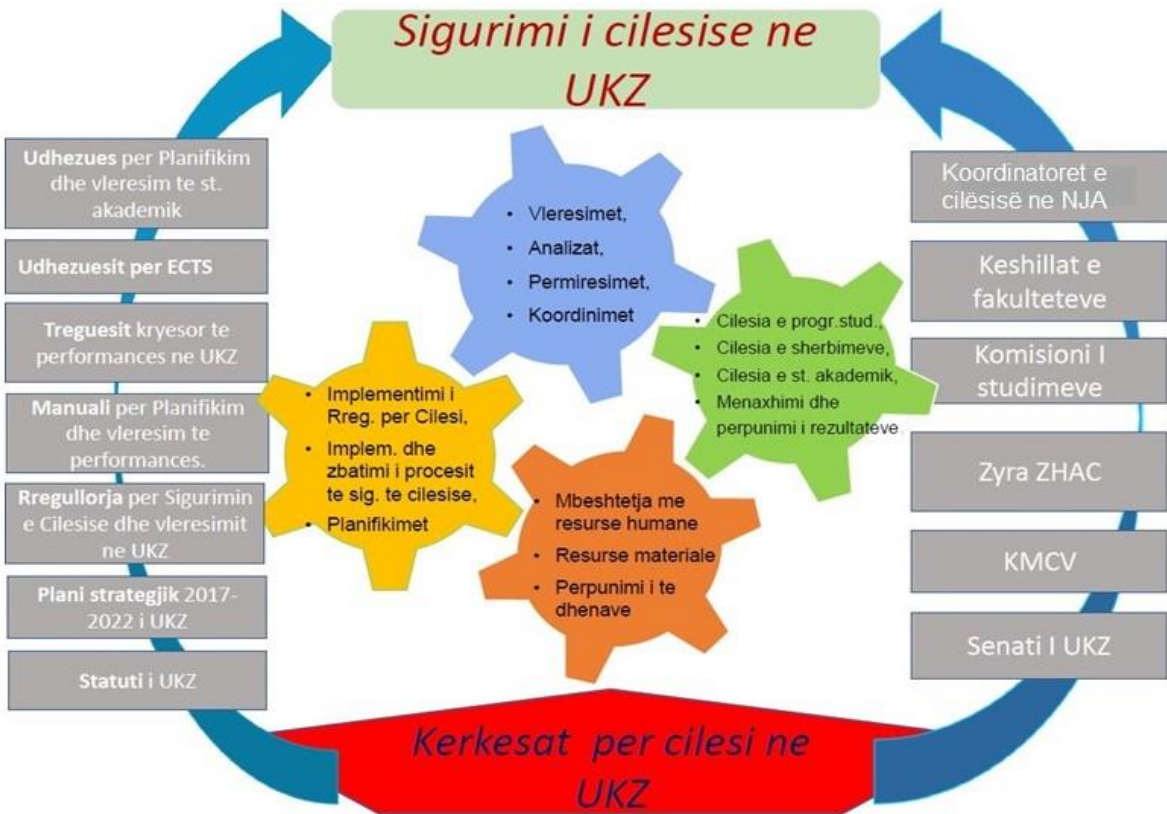 Sigurimi i cilesise ne
UKZ
Udhezues per Planifikim
dhe vleresim te st.
akademik
Udhezuesit per ECTS
Treguesit kryesor te
performances ne UKZ
Manuali per Planifikim
dhe vleresim te
performances.
Rregullorja per Sigurimin
e Cilesise dhe vleresimit
ne UKZ
Plani strategjik 2017-
2022 i UKZ
Statuti i UKZ
• Vleresimet,
• Analizat,
• Permiresimet,
• Koordinimet
• Cilesia e progr.stud.,
• Cilesia e sherbimeve,
• Cilesia e st. akademik,
• Menaxhimi dhe
perpunimi i rezultateve,
• Implementimi i
Rreg. per Cilesi,
• Implem. dhe
zbatimi i procesit
te sig. te cilesise,
• Planifikimet
• Mbeshtetja me
resurse humane
• Resurse materiale
• Perpunimi i te
dhenave
Koordinatoret e
cilësisë ne NJA
Keshillat e
fakulteteve
Komisioni I
studimeve
Zyra ZHAC
KMCV
Senati I UKZ
Kerkesat per cilesi ne
UKZ